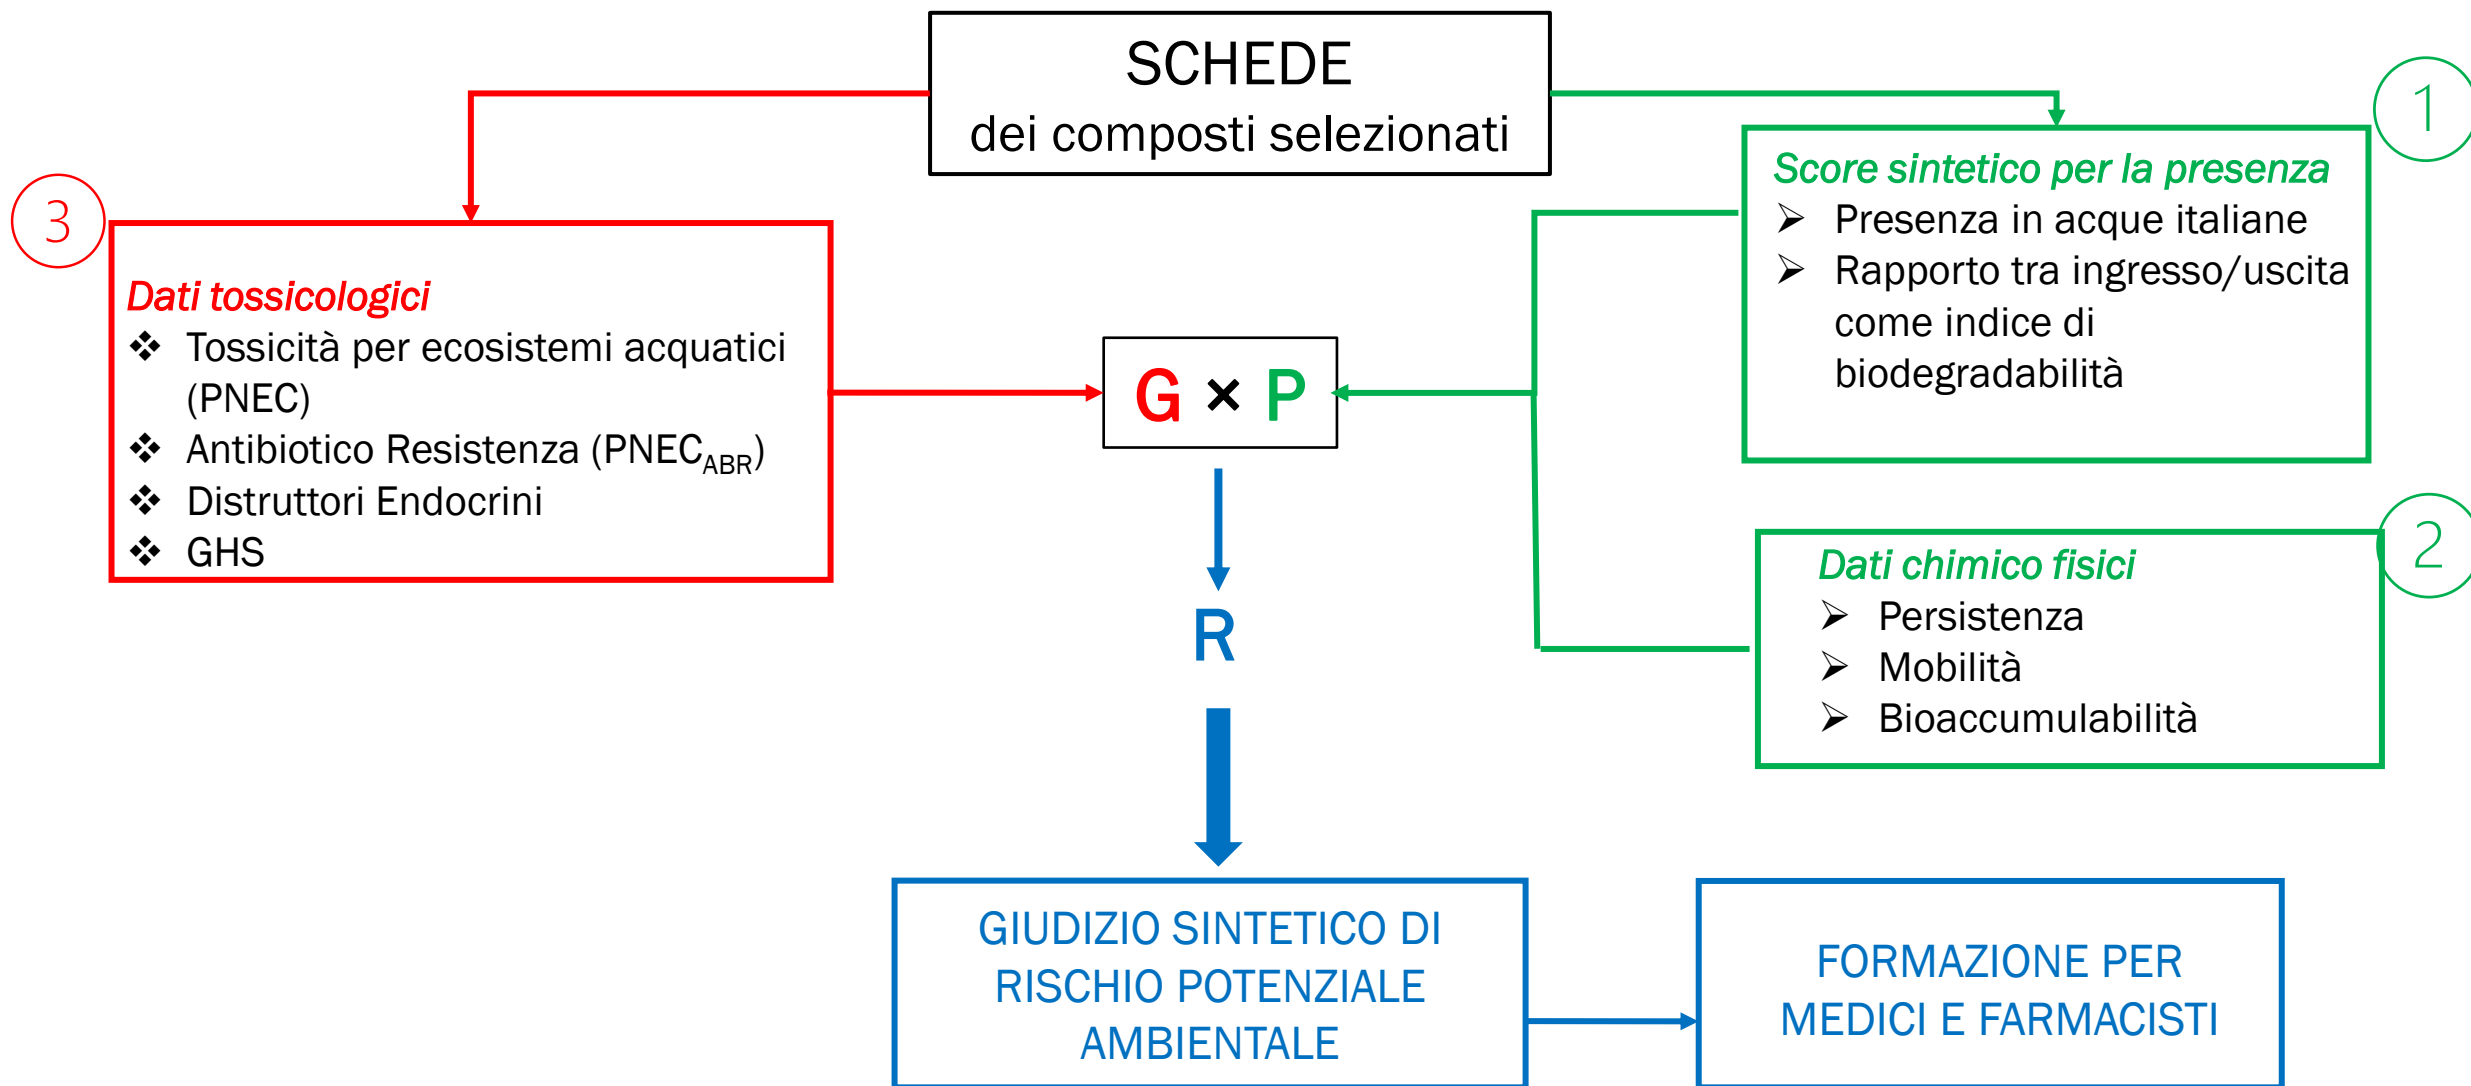 SCHEDE
dei composti selezionati
1
Score sintetico per la presenza
➢ Presenza in acque italiane
➢ Rapporto tra ingresso/uscita
come indice di
biodegradabilità
3
Dati tossicologici
❖ Tossicità per ecosistemi acquatici
(PNEC)
❖ Antibiotico Resistenza (PNECABR)
❖ Distruttori Endocrini
❖ GHS
G × P
2
Dati chimico fisici
➢ Persistenza
➢ Mobilità
➢ Bioaccumulabilità
R
GIUDIZIO SINTETICO DI
RISCHIO POTENZIALE
AMBIENTALE
FORMAZIONE PER
MEDICI E FARMACISTI